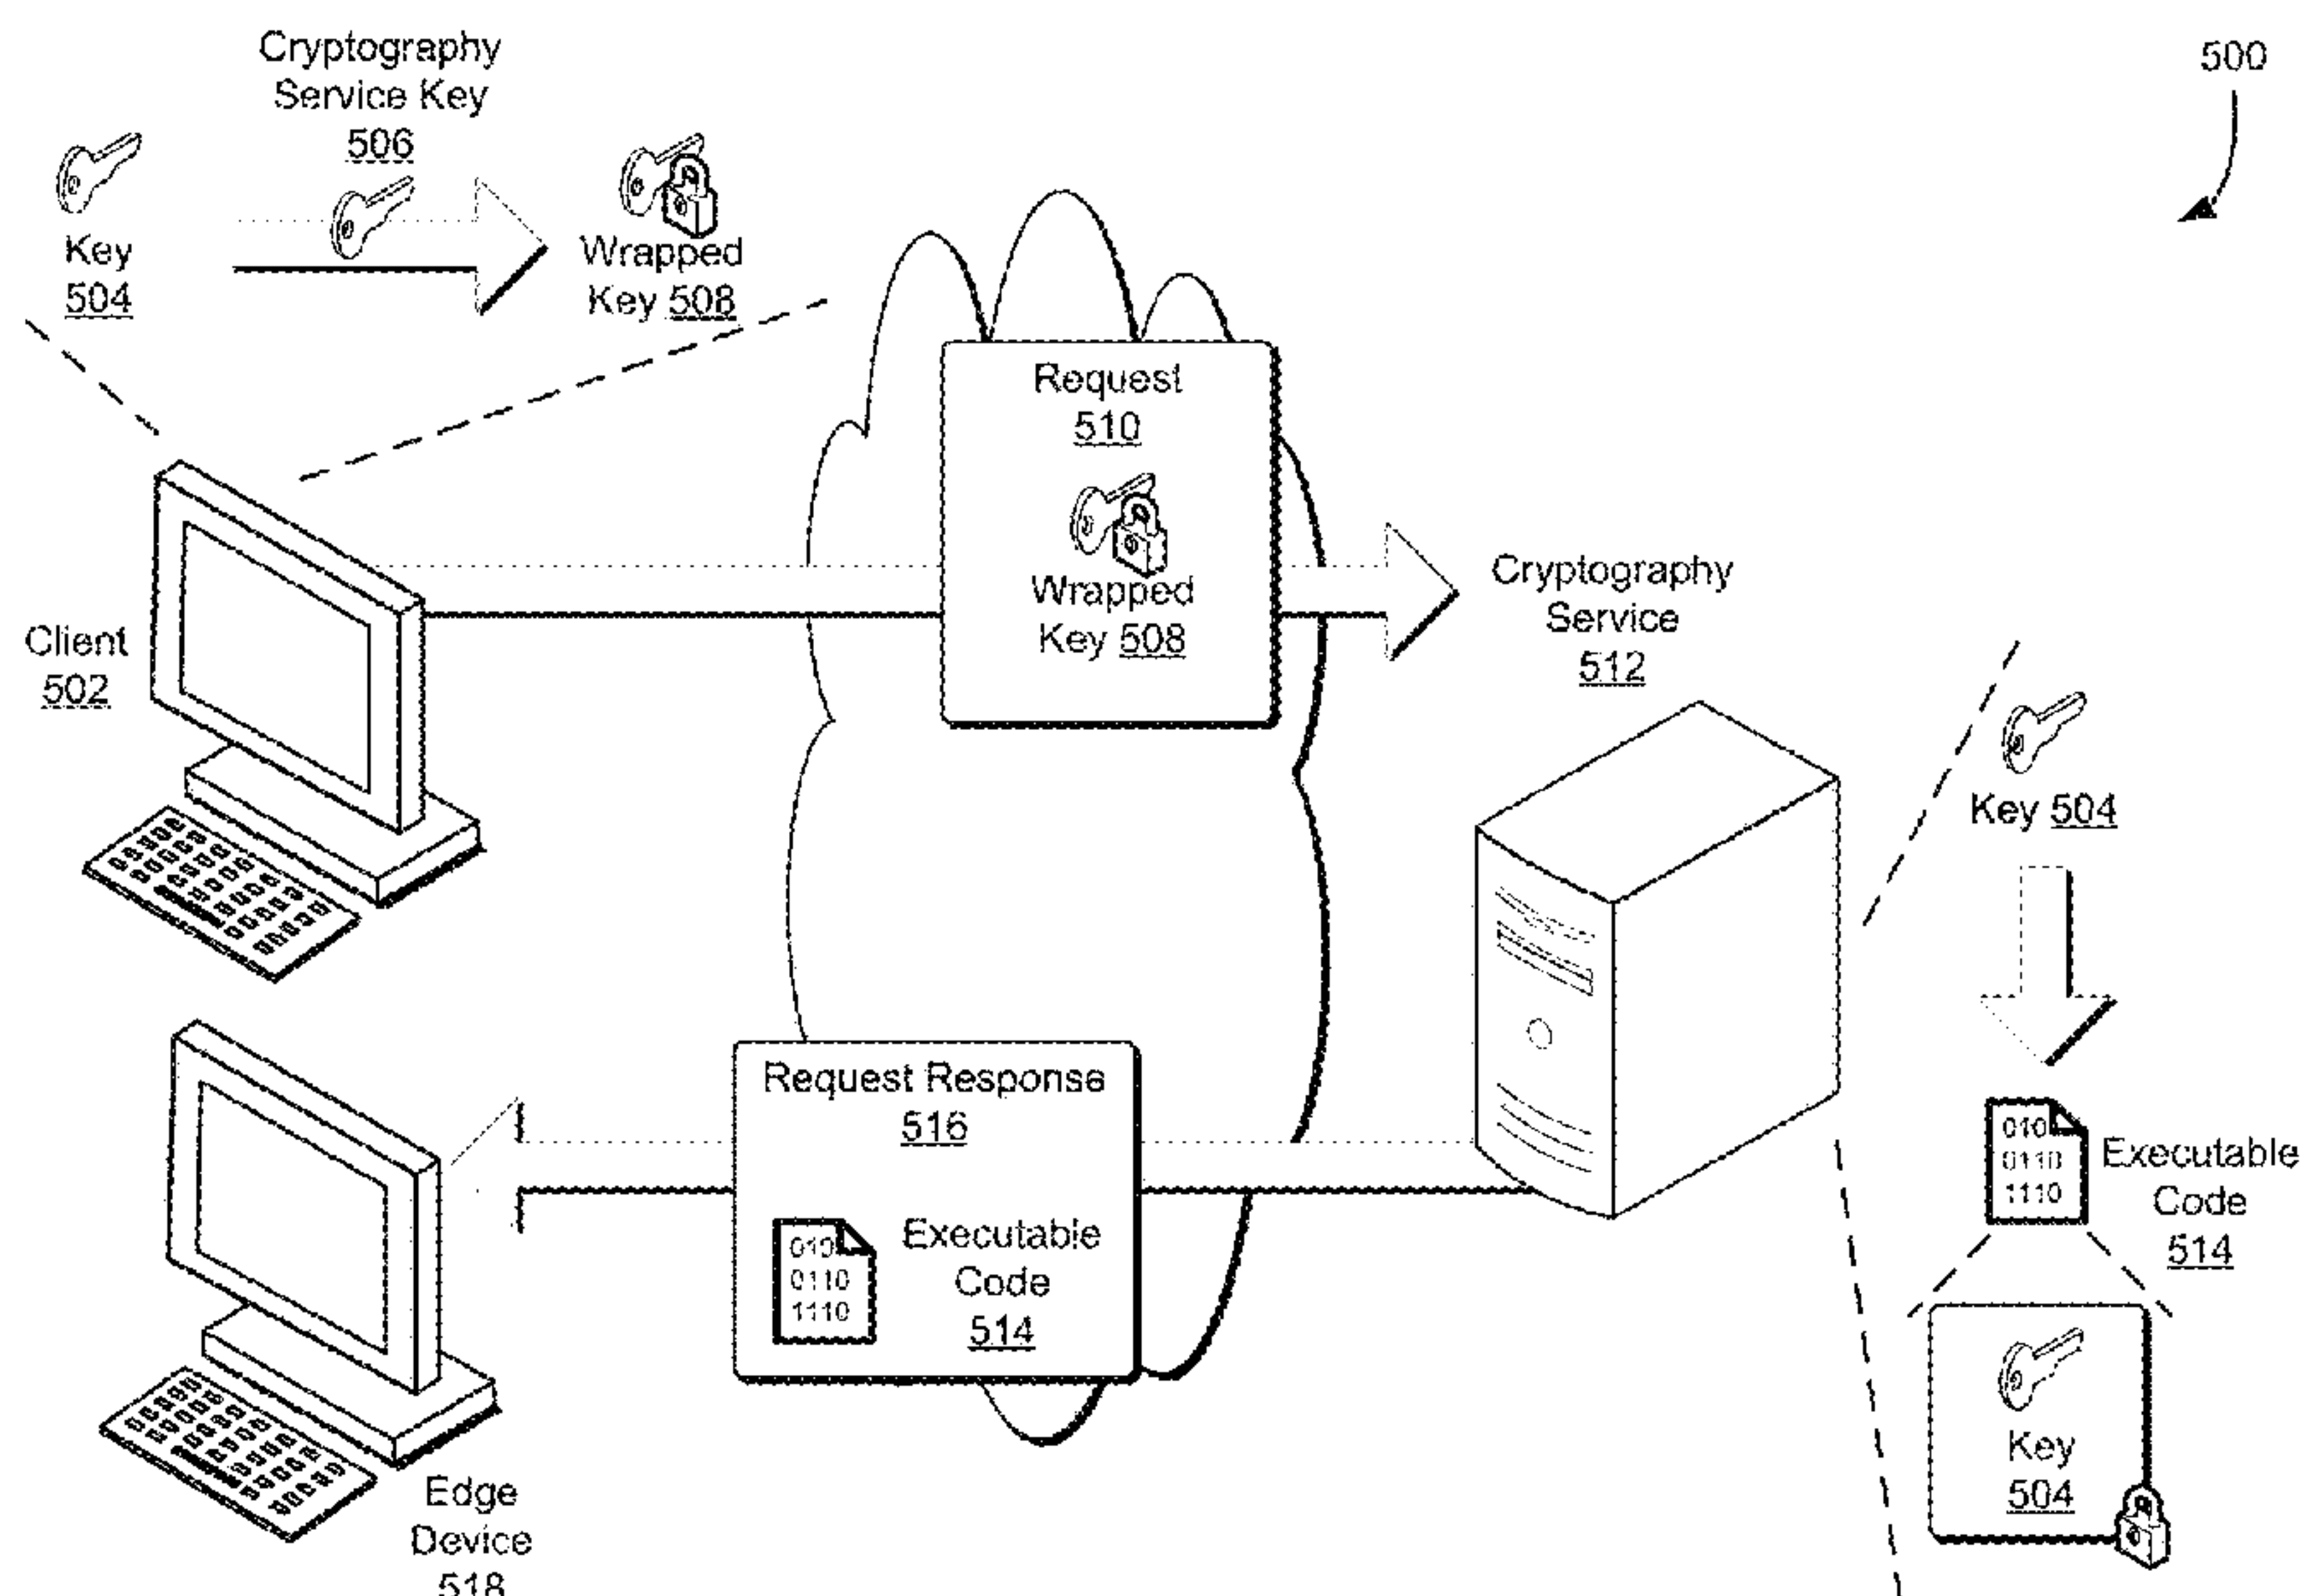 Cryptography
Service Key
506
500
Key
504
Wrapped
Key 508
Request
510
Wrapped
Key 508
Cryptography
Service
512
Client
502
Key 504
Request Response
516
010
0110
1110
Executable
Code
514
010
0110
1110
Executable
Code
514
Key
504
Edge
Device
518